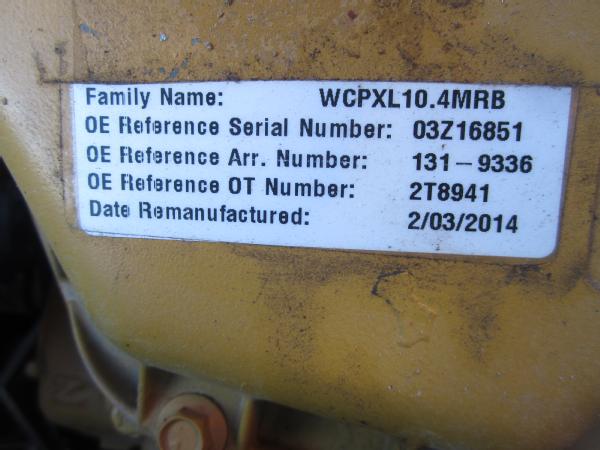 Family Name: WCPXL10.4MRB
OE Reference Serial Number: 03Z16851
OE Reference Arr. Number: 131-9336
OE Reference OT Number: 2T8941
Date Remanufactured: 2/03/2014